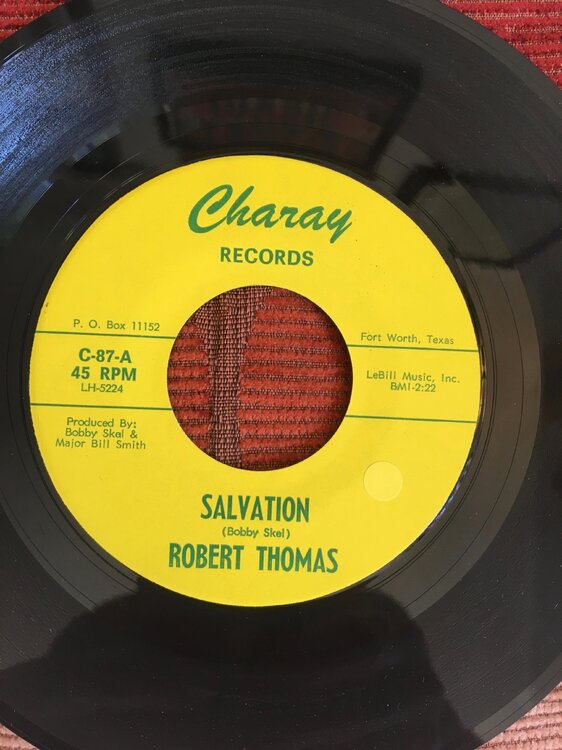 Charay
RECORDS
P. O. Box 11152
Fort Worth, Texas
C-87-A
45 RPM
LH-5224
LeBill Music, Inc.
BMI-2:22
Produced By:
Bobby Skel &
Major Bill Smith
SALVATION
(Bobby Skel)
ROBERT THOMAS